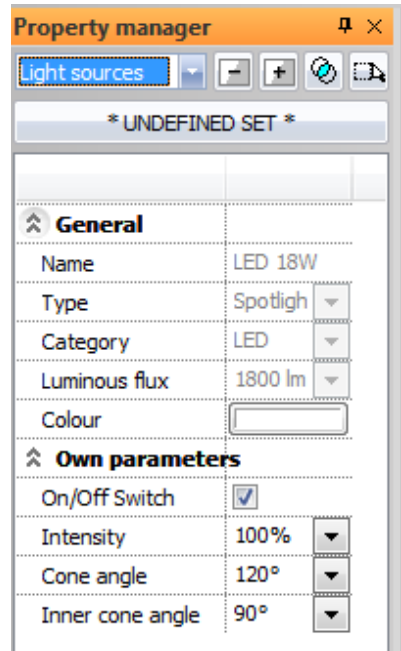 Property manager
Light sources
* UNDEFINED SET *
General
Name LED 18W
Type Spotligh
Category LED
Luminous flux 1800 lm
Colour
Own parameters
On/Off Switch
Intensity 100%
Cone angle 120°
Inner cone angle 90°